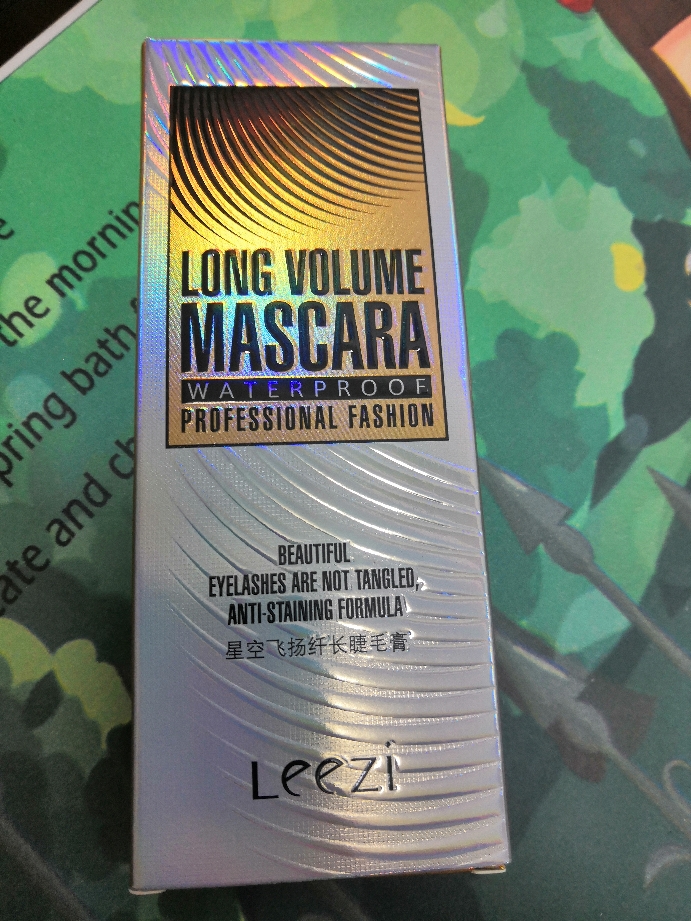 LONG VOLUME
MASCARA
WATERPROOF
PROFESSIONAL FASHION
BEAUTIFUL
EYELASHES ARE NOT TANGLED,
ANTI-STAINING FORMULA
星空飞扬纤长睫毛膏
Leezi
the mornin
pring bath
ate and ch